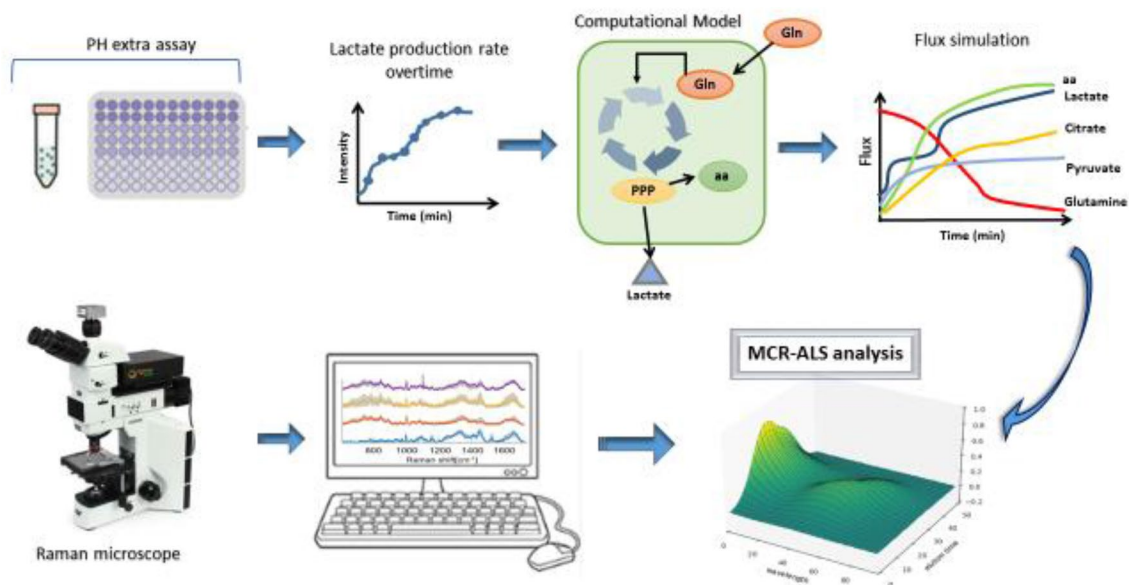 PH extra assay
Lactate production rate
overtime
Intensity
Time (min)
Computational Model
Gln
Gln
PPP
aa
Lactate
Flux simulation
Flux
aa
Lactate
Citrate
Pyruvate
Glutamine
Time (min)
Raman microscope
800
1000
1200
1400
1600
Raman shift(cm⁻¹)
MCR-ALS analysis
1.0
0.8
0.6
0.4
0.2
0.0
-0.2
0
20
40
60
80
wavelength
0
10
20
30
40
50
elution time